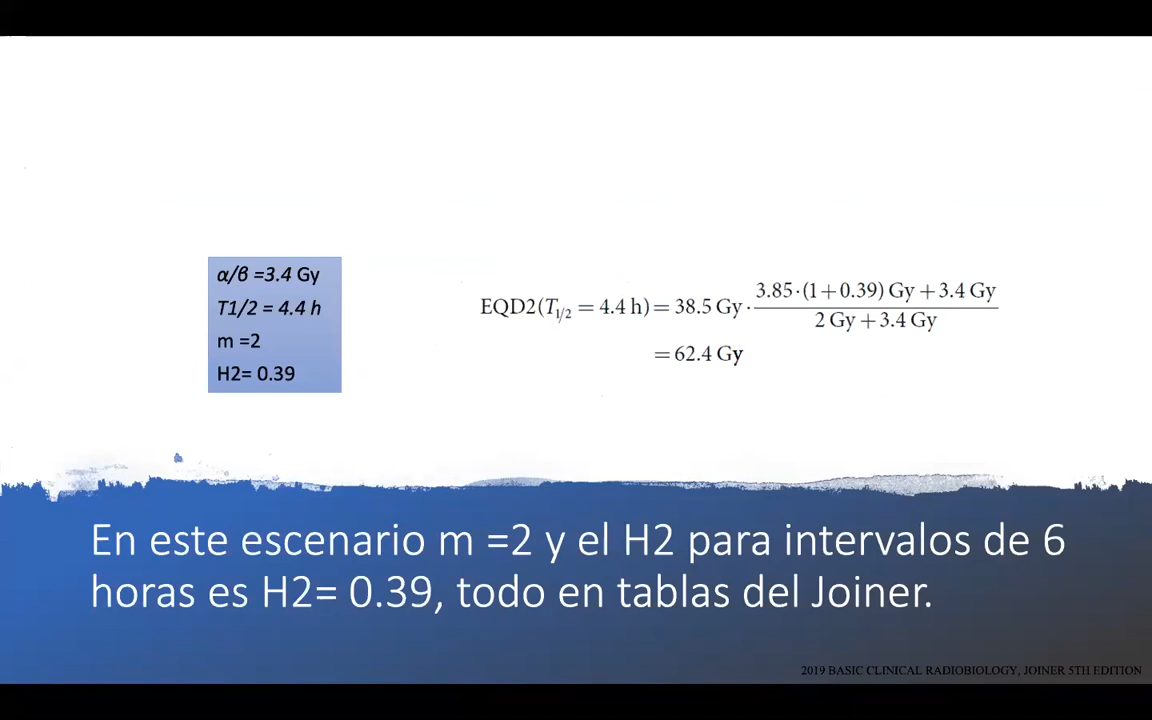 α/β =3.4 Gy
T1/2 = 4.4 h
m =2
H2= 0.39
EQD2(T1/2 = 4.4 h) = 38.5 Gy · 3.85·(1+0.39) Gy + 3.4 Gy / 2 Gy + 3.4 Gy
= 62.4 Gy
En este escenario m =2 y el H2 para intervalos de 6
horas es H2= 0.39, todo en tablas del Joiner.
2019 BASIC CLINICAL RADIOBIOLOGY, JOINER 5TH EDITION